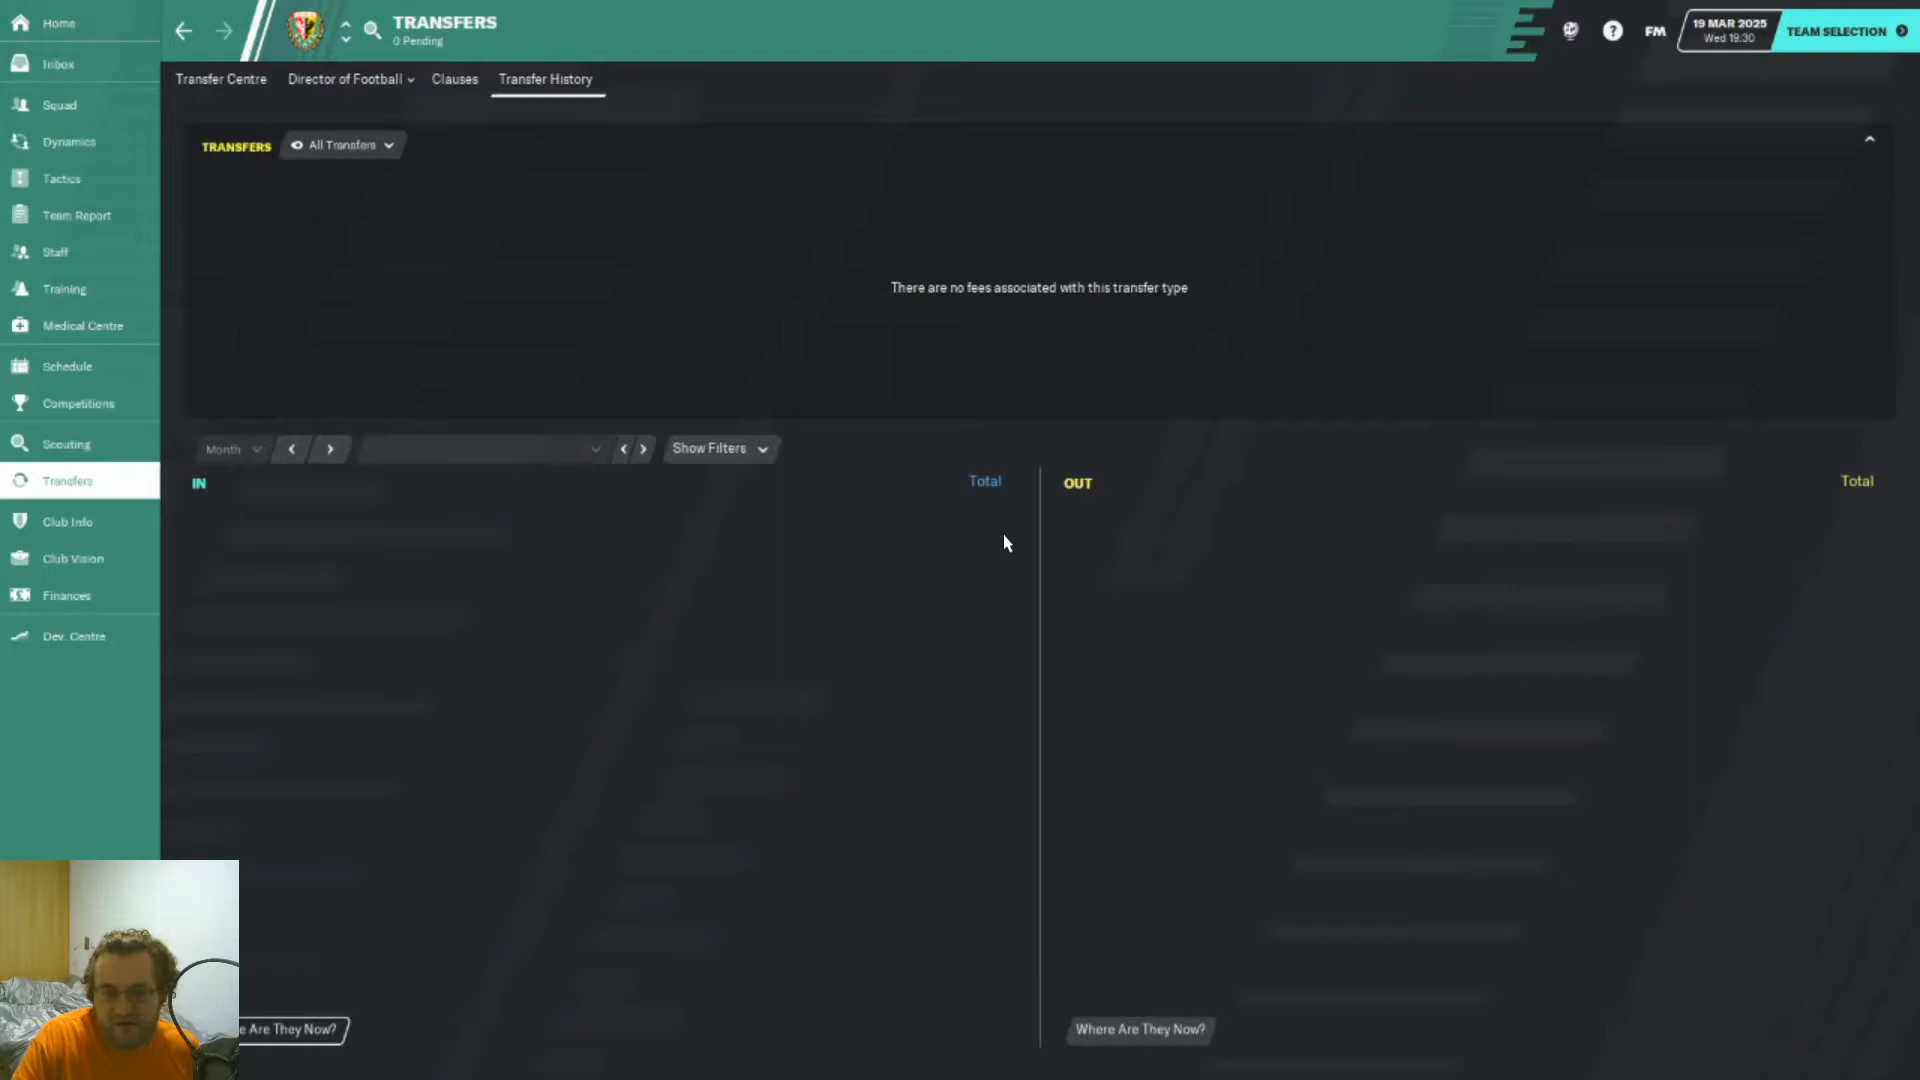 Home
Inbox
Squad
Dynamics
Tactics
Team Report
Staff
Training
Medical Centre
Schedule
Competitions
Scouting
Transfers
Club Info
Club Vision
Finances
Dev. Centre
TRANSFERS
0 Pending
FM
19 MAR 2025
Wed 19:30
TEAM SELECTION
Transfer Centre
Director of Football
Clauses
Transfer History
TRANSFERS
All Transfers
There are no fees associated with this transfer type
Month
Show Filters
IN
Total
OUT
Total
e Are They Now?
Where Are They Now?